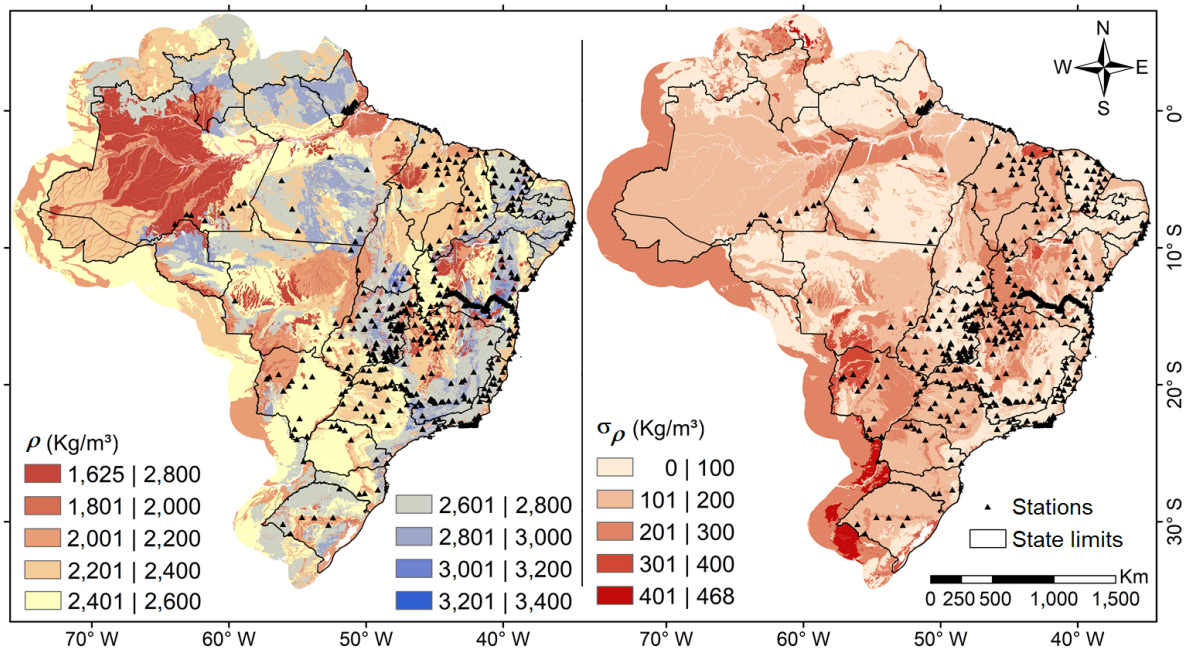 N
W E
S
0°
10° S
20° S
30° S
ρ (Kg/m³)
1,625 | 2,800
1,801 | 2,000
2,001 | 2,200
2,201 | 2,400
2,401 | 2,600
2,601 | 2,800
2,801 | 3,000
3,001 | 3,200
3,201 | 3,400
σρ (Kg/m³)
0 | 100
101 | 200
201 | 300
301 | 400
401 | 468
Stations
State limits
Km
0 250 500 1,000 1,500
70° W 60° W 50° W 40° W 70° W 60° W 50° W 40° W